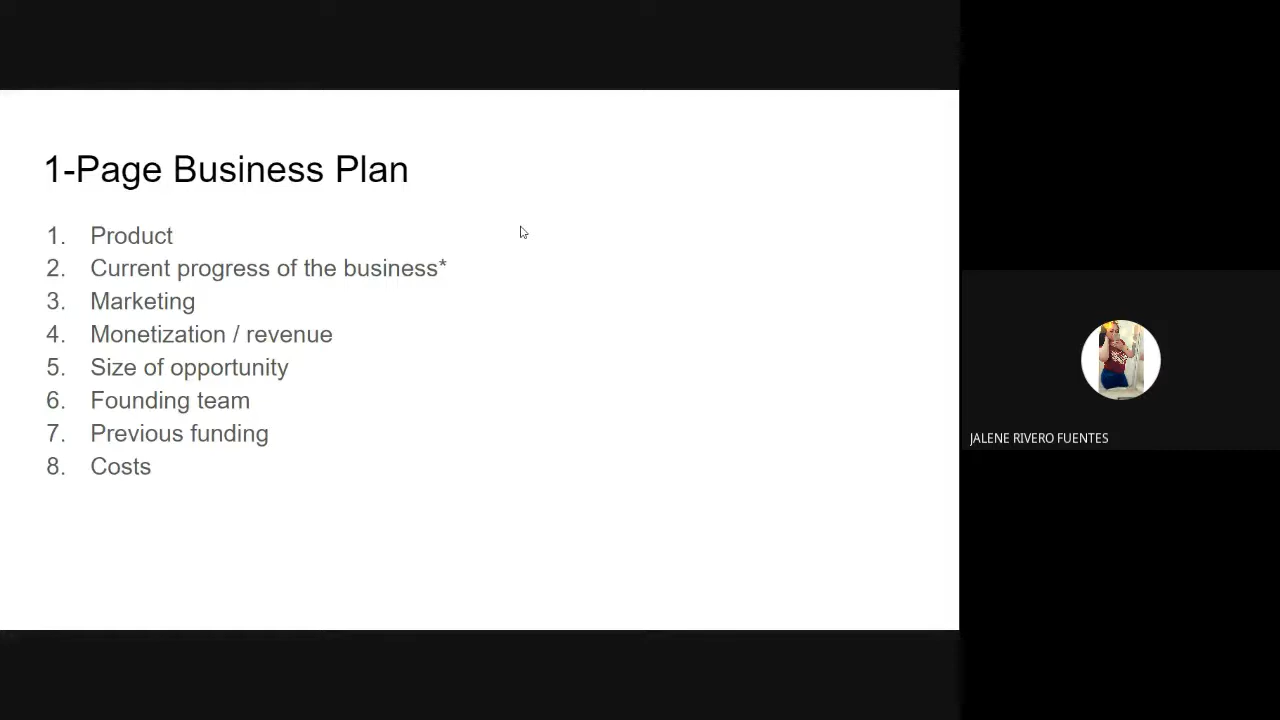 1-Page Business Plan
1. Product
2. Current progress of the business*
3. Marketing
4. Monetization / revenue
5. Size of opportunity
6. Founding team
7. Previous funding
8. Costs
JALENE RIVERO FUENTES